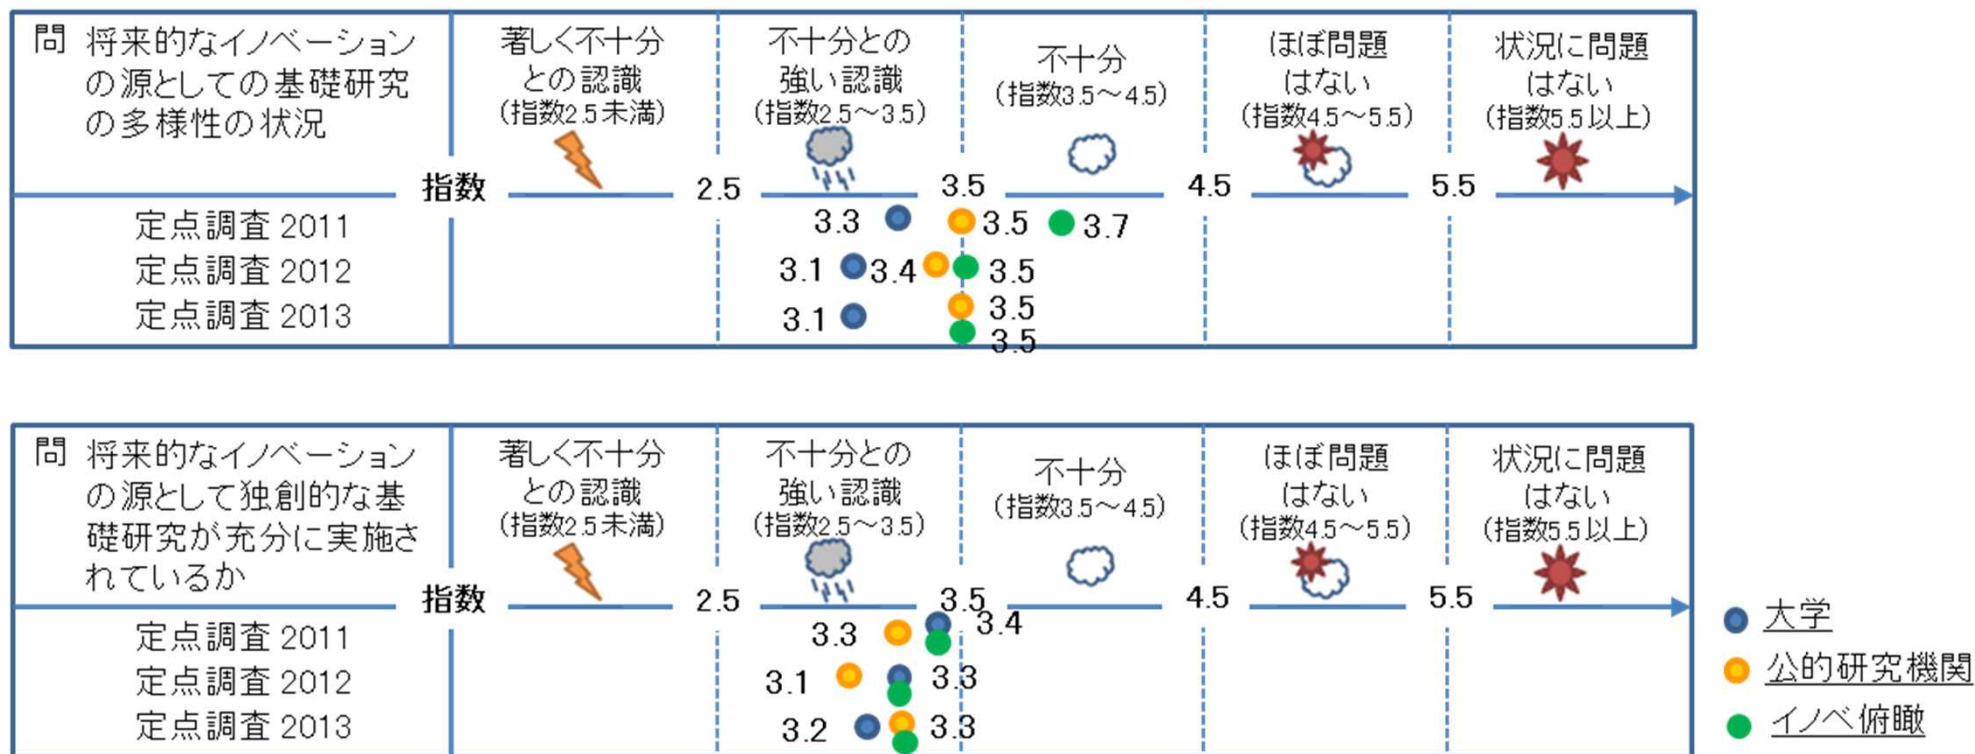 問 将来的なイノベーション
の源としての基礎研究
の多様性の状況
著しく不十分
との認識
(指数2.5未満)
不十分との
強い認識
(指数2.5～3.5)
不十分
(指数3.5～4.5)
ほぼ問題
はない
(指数4.5～5.5)
状況に問題
はない
(指数5.5以上)
指数 2.5 3.5 4.5 5.5
定点調査 2011 3.3 3.5 3.7
定点調査 2012 3.1 3.4 3.5
定点調査 2013 3.1 3.5
3.5
問 将来的なイノベーション
の源として独創的な基
礎研究が充分に実施さ
れているか
著しく不十分
との認識
(指数2.5未満)
不十分との
強い認識
(指数2.5～3.5)
不十分
(指数3.5～4.5)
ほぼ問題
はない
(指数4.5～5.5)
状況に問題
はない
(指数5.5以上)
指数 2.5 3.5 4.5 5.5
定点調査 2011 3.3 3.4
定点調査 2012 3.1 3.3
定点調査 2013 3.2 3.3
大学
公的研究機関
イノベ俯瞰